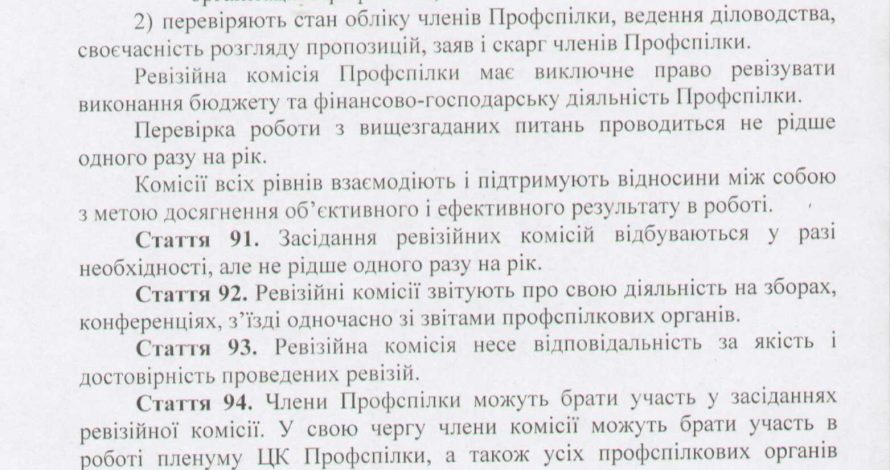 2) перевіряють стан обліку членів Профспілки, ведення діловодства,
своєчасність розгляду пропозицій, заяв і скарг членів Профспілки.
Ревізійна комісія Профспілки має виключне право ревізувати
виконання бюджету та фінансово-господарську діяльність Профспілки.
Перевірка роботи з вищезгаданих питань проводиться не рідше
одного разу на рік.
Комісії всіх рівнів взаємодіють і підтримують відносини між собою
з метою досягнення об’єктивного і ефективного результату в роботі.
Стаття 91. Засідання ревізійних комісій відбуваються у разі
необхідності, але не рідше одного разу на рік.
Стаття 92. Ревізійні комісії звітують про свою діяльність на зборах,
конференціях, з’їзді одночасно зі звітами профспілкових органів.
Стаття 93. Ревізійна комісія несе відповідальність за якість і
достовірність проведених ревізій.
Стаття 94. Члени Профспілки можуть брати участь у засіданнях
ревізійної комісії. У свою чергу члени комісії можуть брати участь в
роботі пленуму ЦК Профспілки, а також усіх профспілкових органів